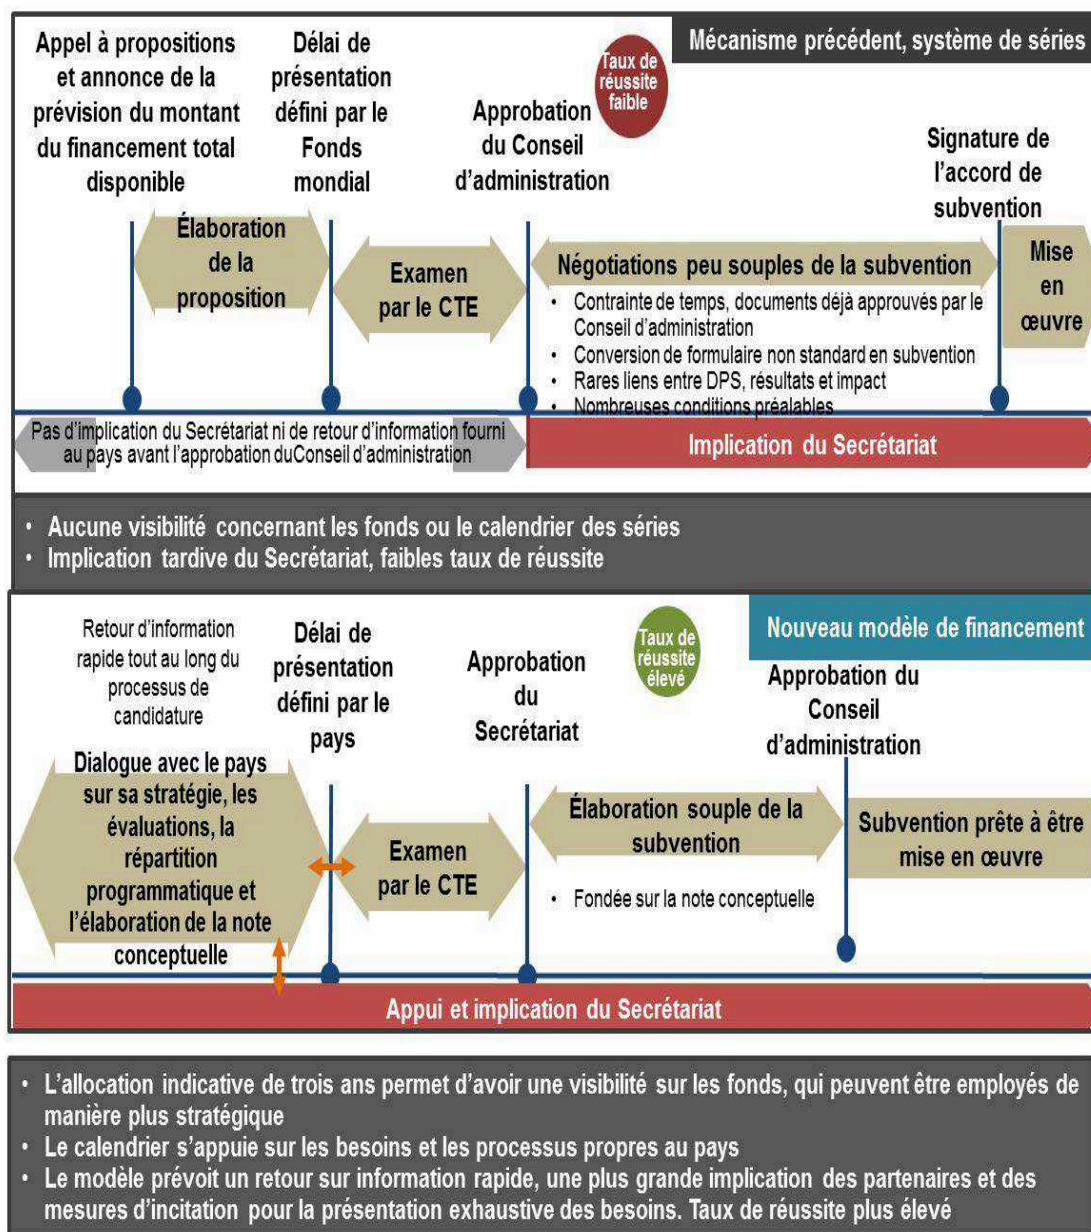 Mécanisme précédent, système de séries
Appel à propositions
et annonce de la
prévision du montant
du financement total
disponible
Délai de
présentation
défini par le
Fonds
mondial
Approbation
du Conseil
d'administration
Taux de
réussite
faible
Signature de
l'accord de
subvention
Élaboration
de la
proposition
Examen
par le CTE
Négotiations peu souples de la subvention
• Contrainte de temps, documents déjà approuvés par le
Conseil d'administration
• Conversion de formulaire non standard en subvention
• Rares liens entre DPS, résultats et impact
• Nombreuses conditions préalables
Mise
en
œuvre
Pas d'implication du Secrétariat ni de retour d'information fourni
au pays avant l'approbation duConseil d'administration
Implication du Secrétariat
• Aucune visibilité concernant les fonds ou le calendrier des séries
• Implication tardive du Secrétariat, faibles taux de réussite
Nouveau modèle de financement
Retour d'information
rapide tout au long du
processus de
candidature
Délai de
présentation
défini par le
pays
Approbation
du
Secrétariat
Taux de
réussite
élevé
Approbation du
Conseil
d'administration
Dialogue avec le pays
sur sa stratégie, les
évaluations, la
répartition
programmatique et
l'élaboration de la note
conceptuelle
Examen
par le CTE
Élaboration souple de la
subvention
• Fondée sur la note conceptuelle
Subvention prête à être
mise en œuvre
Appui et implication du Secrétariat
• L'allocation indicative de trois ans permet d'avoir une visibilité sur les fonds, qui peuvent être employés de
manière plus stratégique
• Le calendrier s'appuie sur les besoins et les processus propres au pays
• Le modèle prévoit un retour sur information rapide, une plus grande implication des partenaires et des
mesures d'incitation pour la présentation exhaustive des besoins. Taux de réussite plus élevé